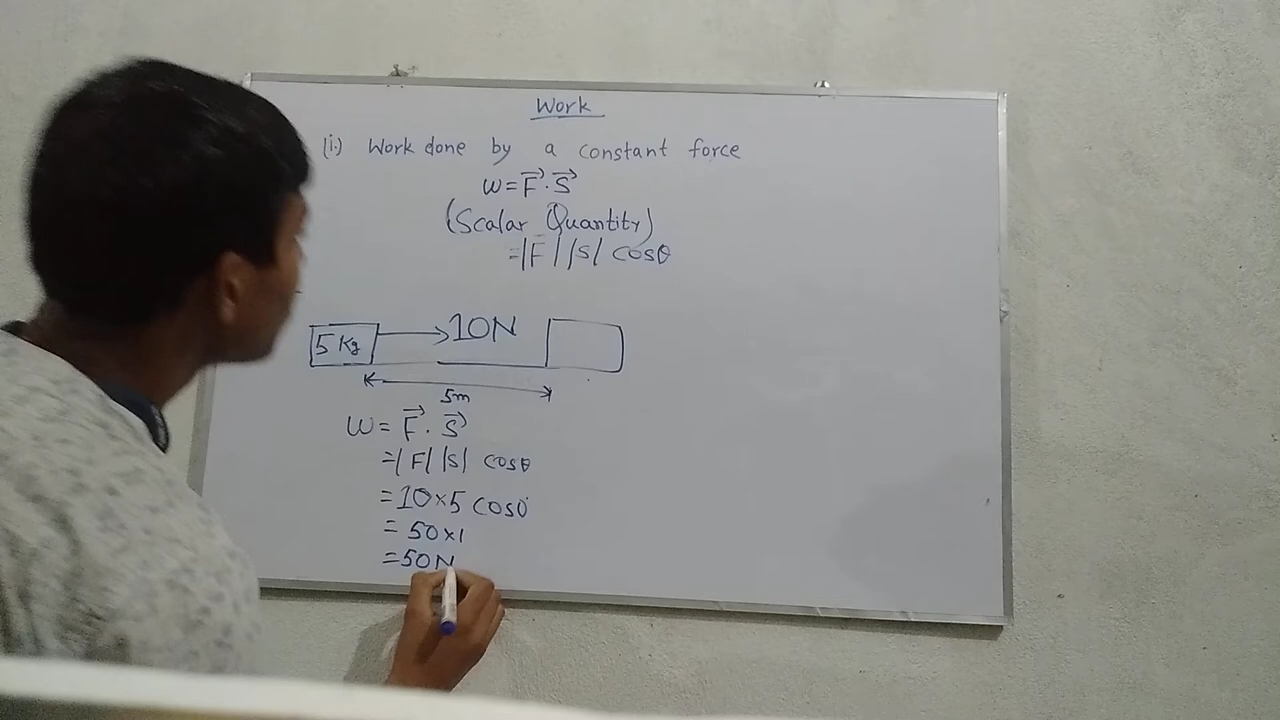 Work
(i.) Work done by a constant force
W = F⃗ . S⃗
(Scalar Quantity)
= |F| |S| cosθ
5 Kg 10N
5m
W = F⃗ . S⃗
= |F| |S| cosθ
= 10×5 cos0°
= 50×1
= 50N